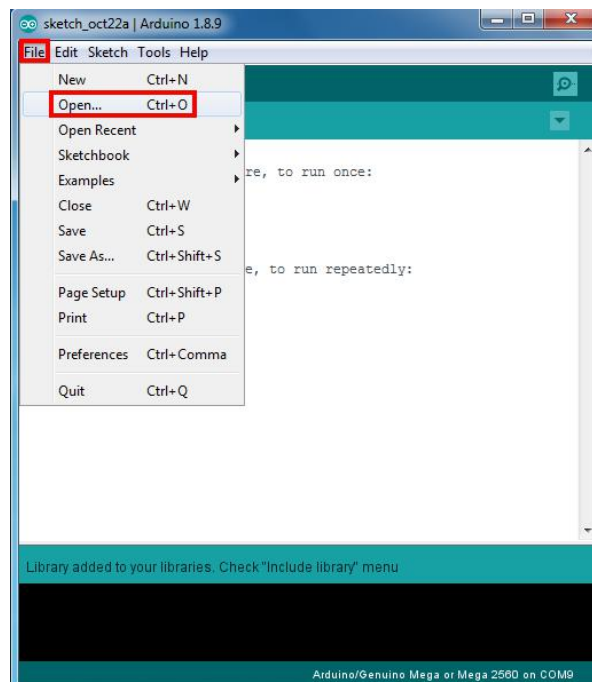 sketch_oct22a | Arduino 1.8.9
File Edit Sketch Tools Help
New Ctrl+N
Open... Ctrl+O
Open Recent
Sketchbook
Examples
Close Ctrl+W
Save Ctrl+S
Save As... Ctrl+Shift+S
Page Setup Ctrl+Shift+P
Print Ctrl+P
Preferences Ctrl+Comma
Quit Ctrl+Q
re, to run once:
e, to run repeatedly:
Library added to your libraries. Check "Include library" menu
Arduino/Genuino Mega or Mega 2560 on COM9